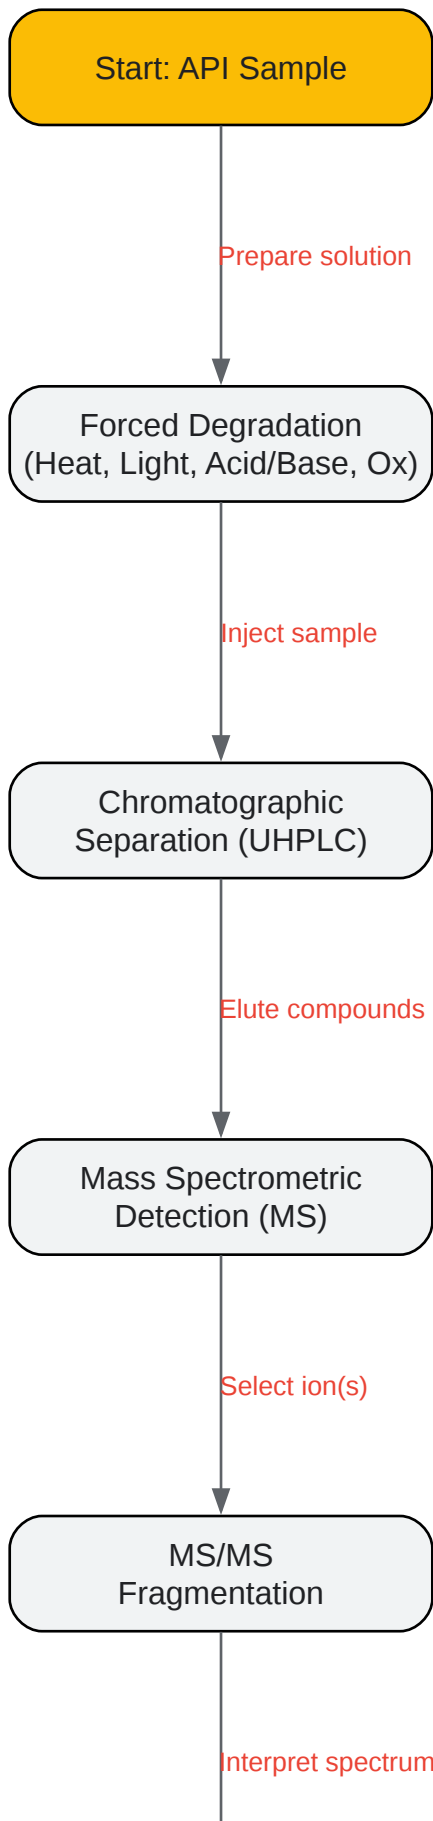 Start: API Sample
Prepare solution
Forced Degradation
(Heat, Light, Acid/Base, Ox)
Inject sample
Chromatographic
Separation (UHPLC)
Elute compounds
Mass Spectrometric
Detection (MS)
Select ion(s)
MS/MS
Fragmentation
Interpret spectrum